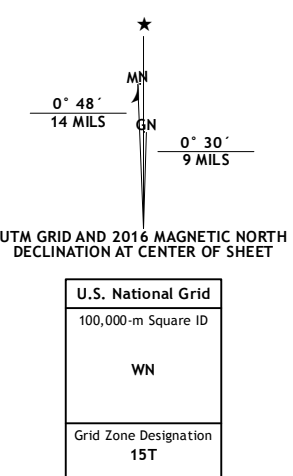 ★
MN
0° 48´
14 MILS
GN
0° 30´
9 MILS
UTM GRID AND 2016 MAGNETIC NORTH
DECLINATION AT CENTER OF SHEET
U.S. National Grid
100,000-m Square ID
WN
Grid Zone Designation
15T